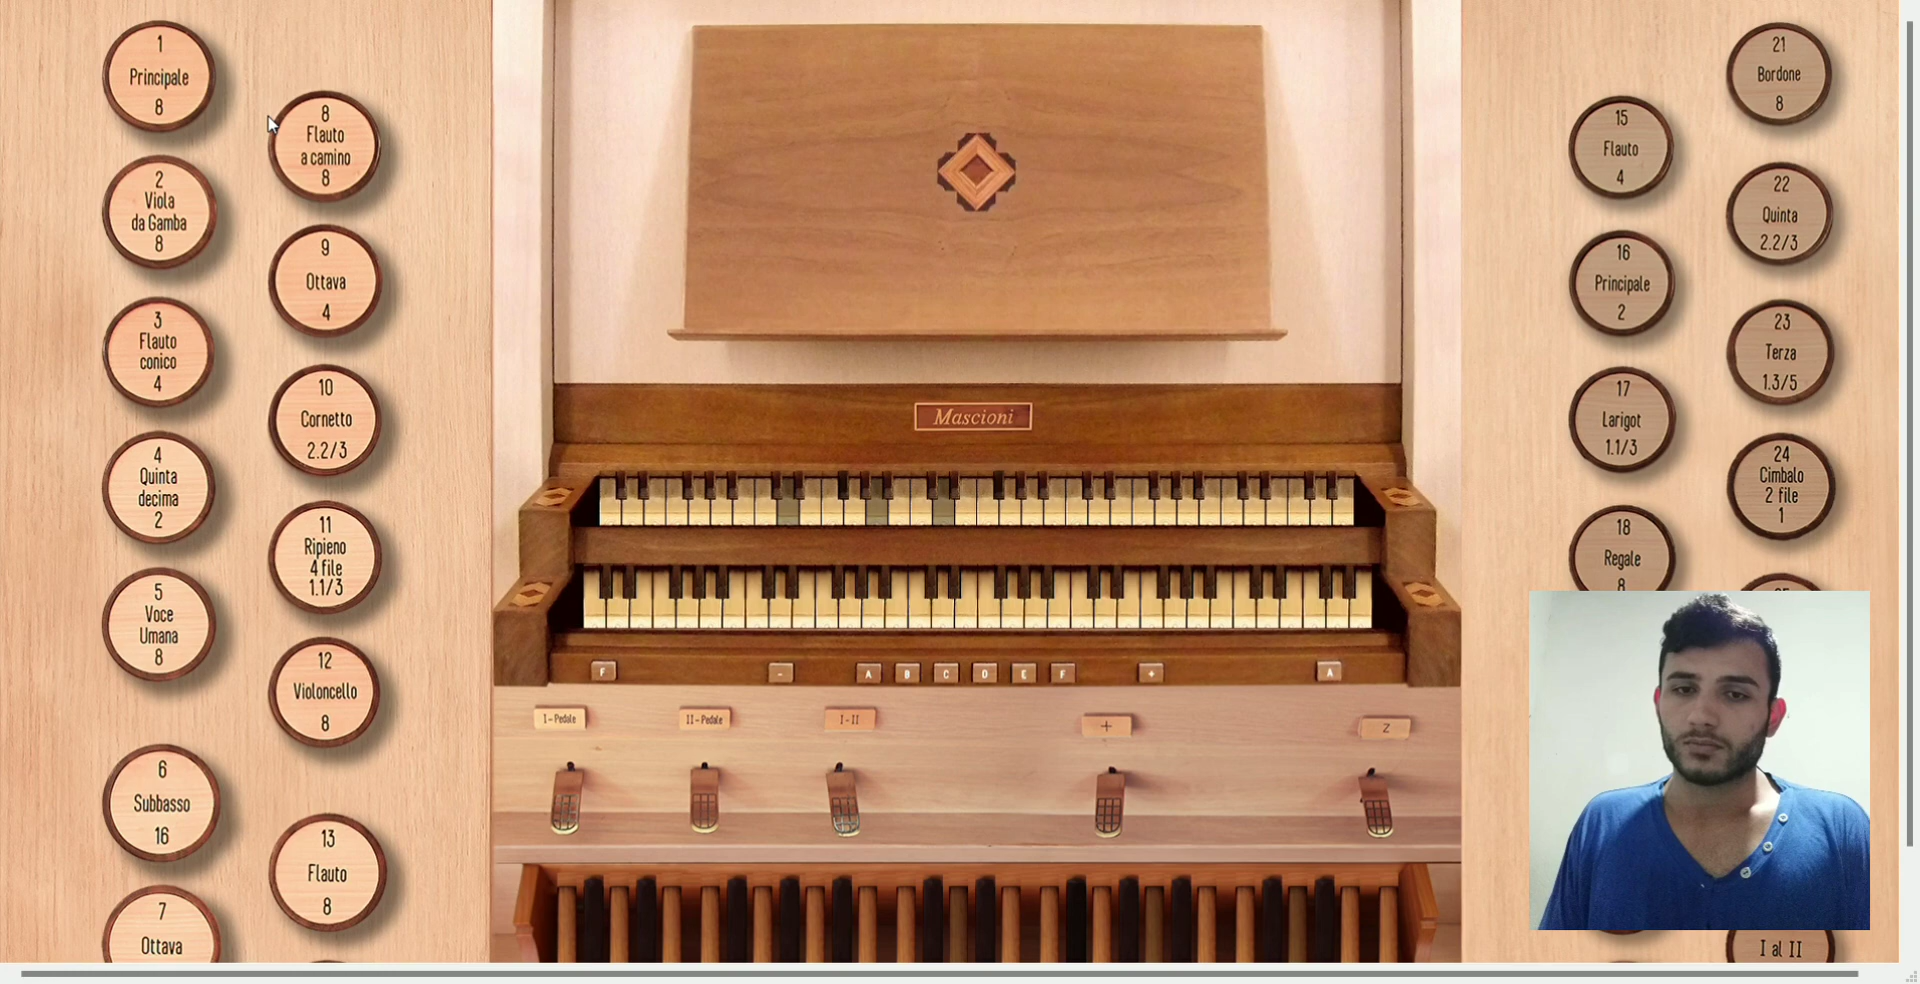 1
Principale
8
2
Viola
da Gamba
8
3
Flauto
conico
4
4
Quinta
decima
2
5
Voce
Umana
8
6
Subbasso
16
7
Ottava
8
Flauto
a camino
8
9
Ottava
4
10
Cornetto
2.2/3
11
Ripieno
4 file
1.1/3
12
Violoncello
8
13
Flauto
8
Mascioni
F
-
A
B
C
D
E
F
+
A
I-Pedale
II-Pedale
I-II
+
Z
15
Flauto
4
16
Principale
2
17
Larigot
1.1/3
18
Regale
8
21
Bordone
8
22
Quinta
2.2/3
23
Terza
1.3/5
24
Cimbalo
2 file
1
I al II